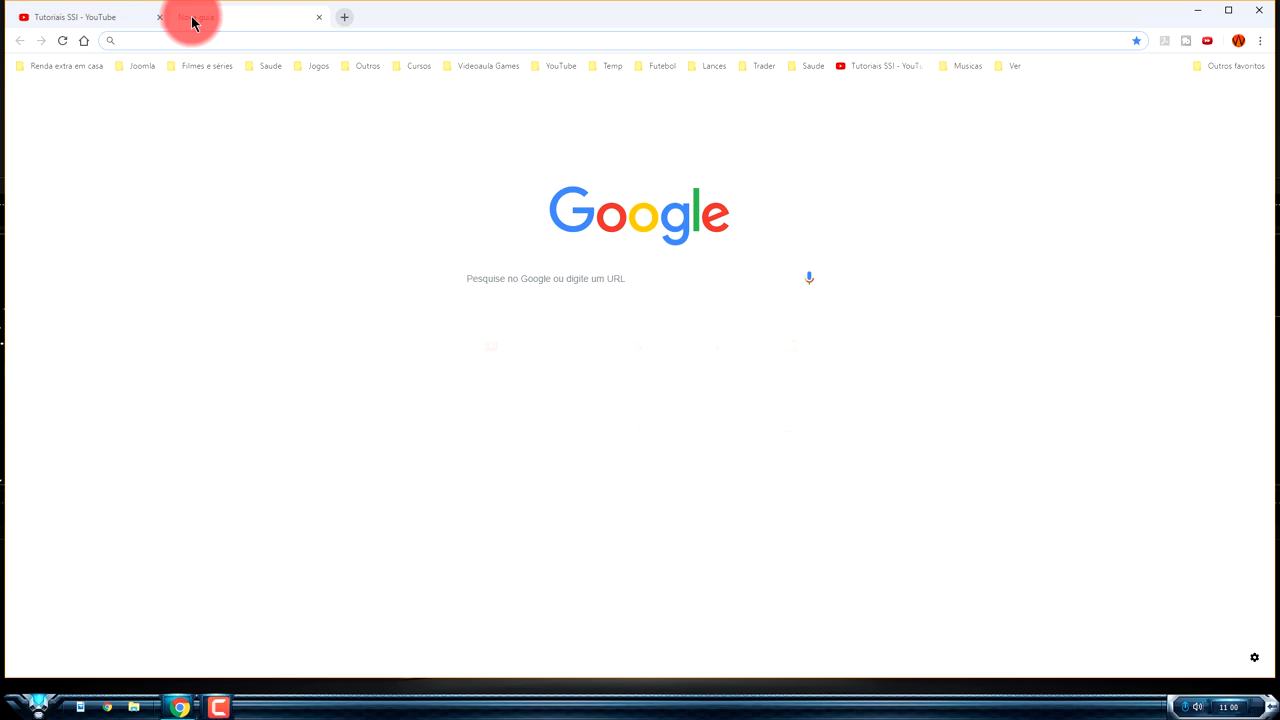 Tutoriais SSI - YouTube
Nova guia
Renda extra em casa Joomla Filmes e séries Saude Jogos Outros Cursos Videoaula Games YouTube Temp Futebol Lances Trader Saude Tutoriais SSI - YouT Musicas Ver Outros favoritos
Google
Pesquise no Google ou digite um URL
11 00